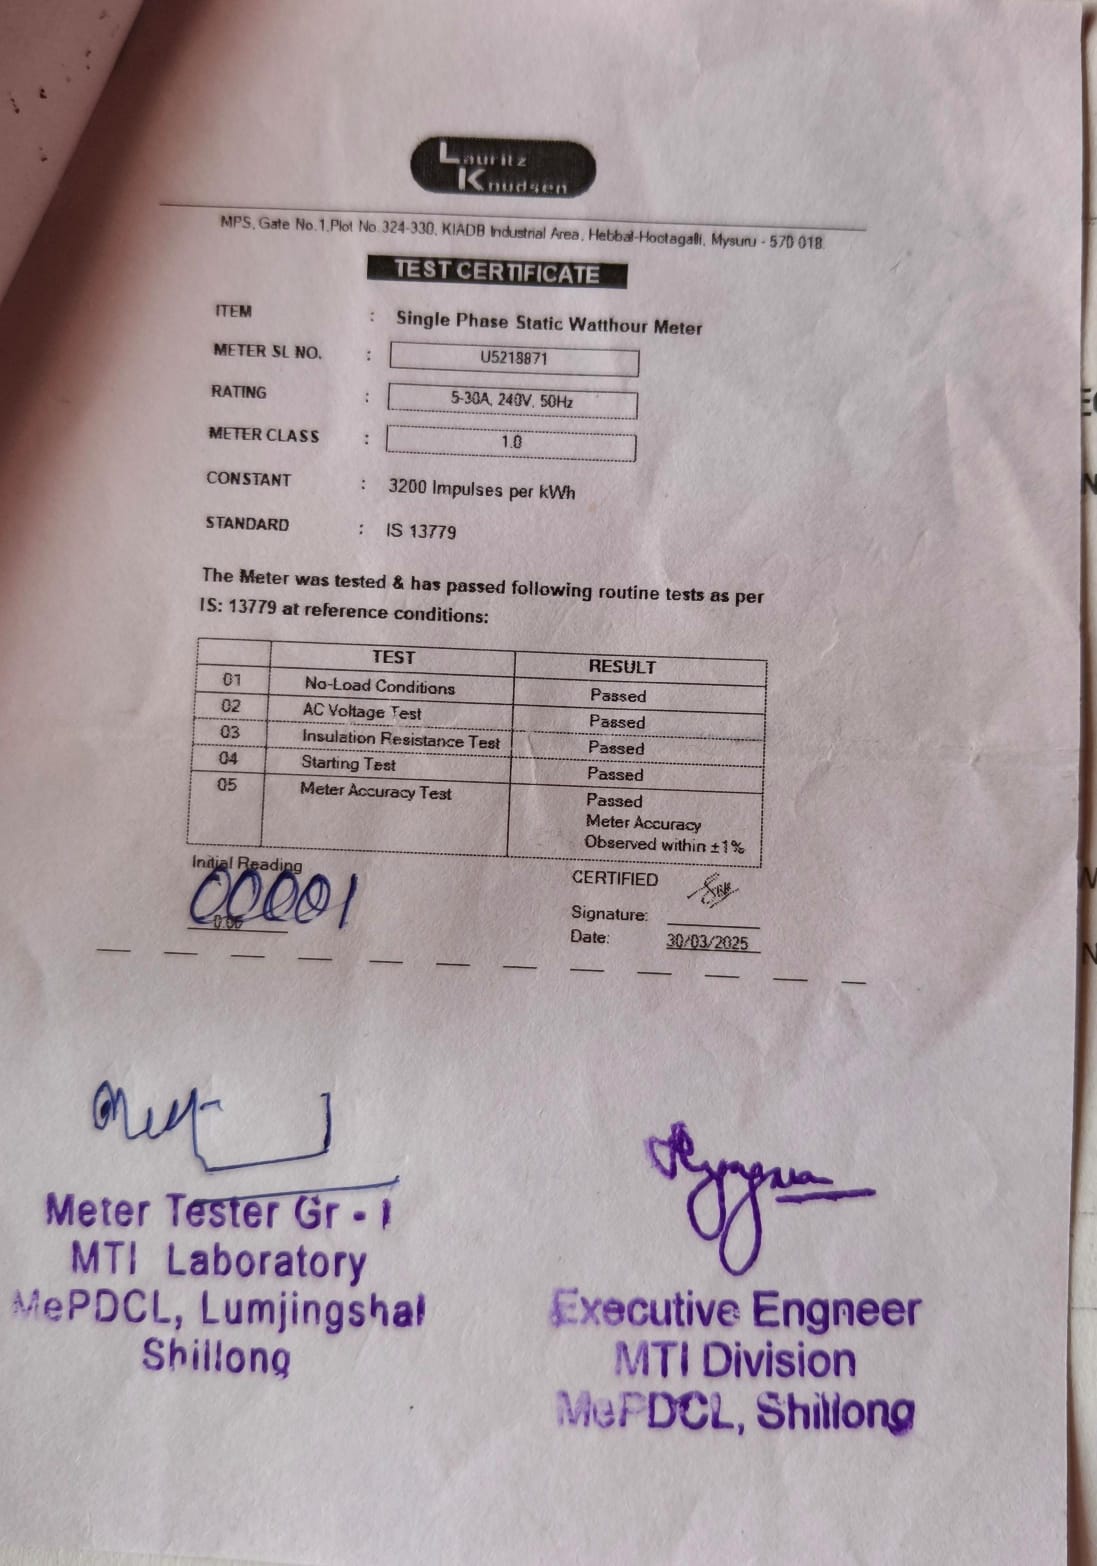 Lauritz
Knudsen
MPS, Gate No.1,Plot No.324-330, KIADB Industrial Area, Hebbal-Hootagalli, Mysuru - 570 018
TEST CERTIFICATE
ITEM : Single Phase Static Watthour Meter
METER SL NO. : U5218871
RATING : 5-30A, 240V, 50Hz
METER CLASS : 1.0
CONSTANT : 3200 Impulses per kWh
STANDARD : IS 13779
The Meter was tested & has passed following routine tests as per
IS: 13779 at reference conditions:
TEST RESULT
01 No-Load Conditions Passed
02 AC Voltage Test Passed
03 Insulation Resistance Test Passed
04 Starting Test Passed
05 Meter Accuracy Test Passed
Meter Accuracy
Observed within ±1%
Initial Reading
00001
CERTIFIED
Signature:
Date: 30/03/2025
Meter Tester Gr - I
MTI Laboratory
MePDCL, Lumjingshai
Shillong
Executive Engneer
MTI Division
MePDCL, Shillong